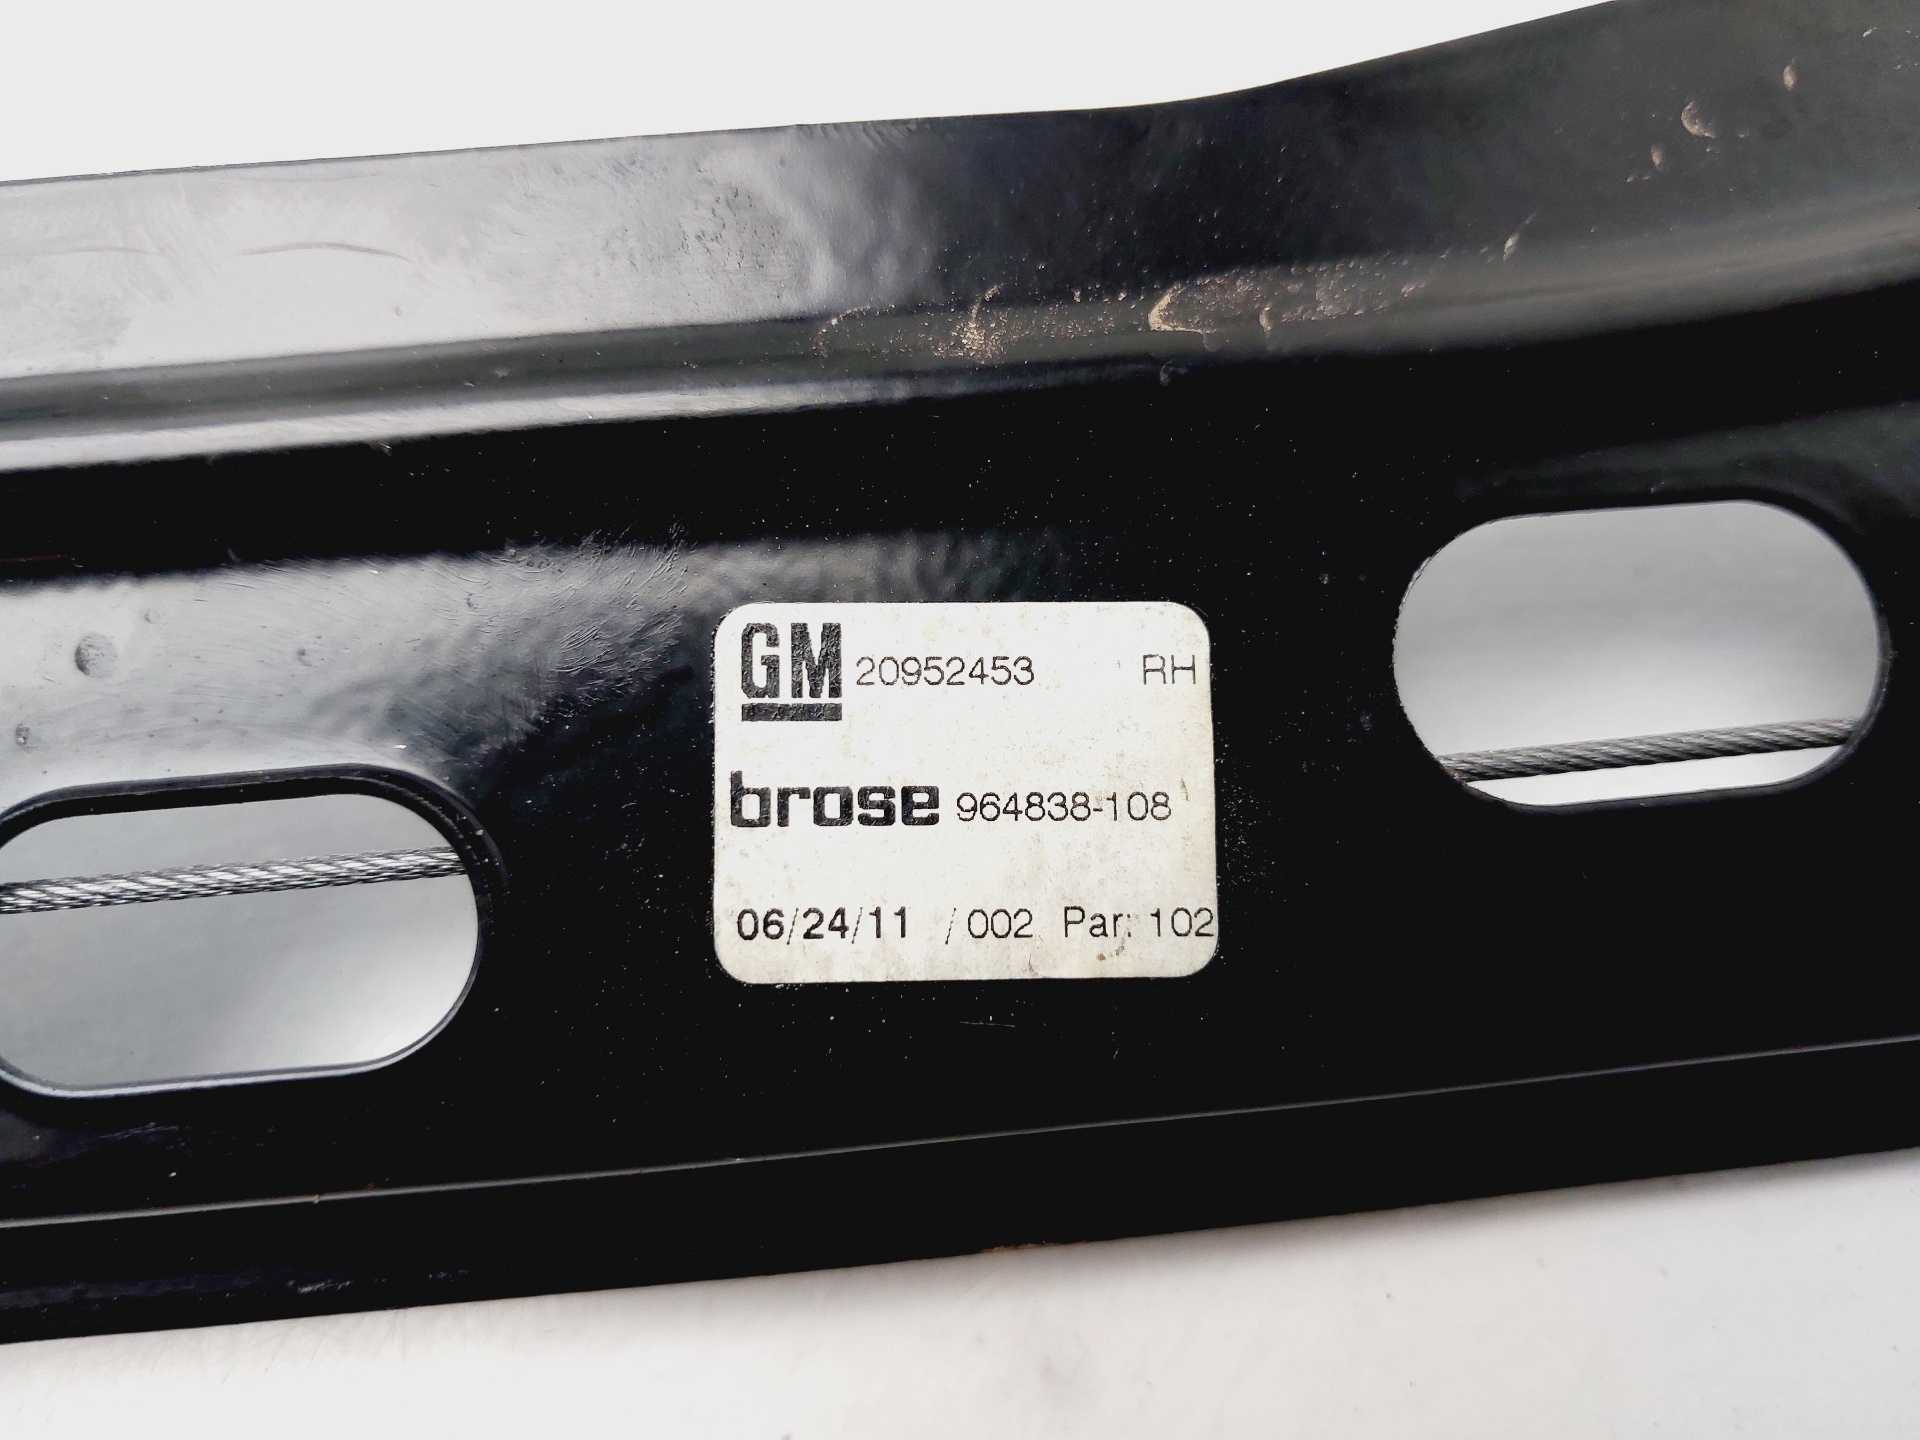 GM 20952453 RH
brose 964838-108
06/24/11 /002 Par: 102